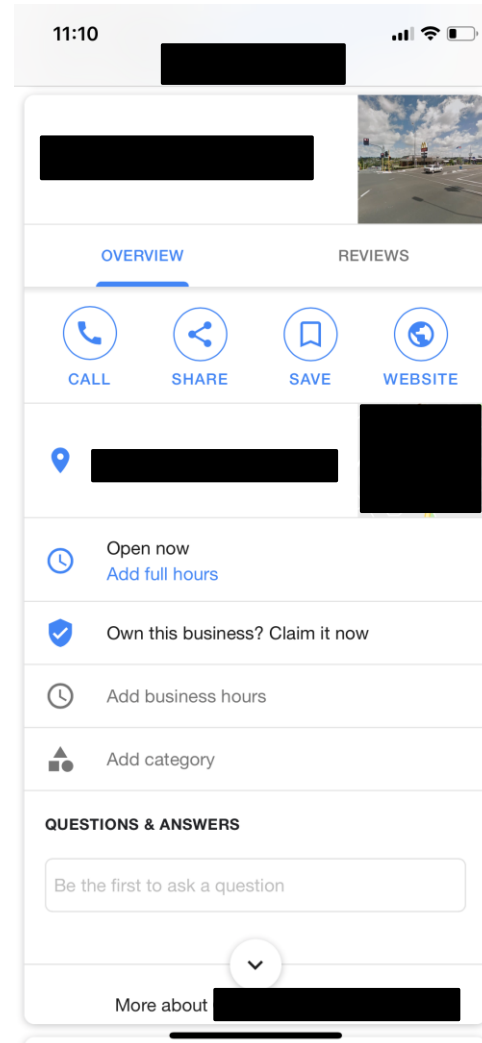 11:10
OVERVIEW
REVIEWS
CALL
SHARE
SAVE
WEBSITE
Open now
Add full hours
Own this business? Claim it now
Add business hours
Add category
QUESTIONS & ANSWERS
Be the first to ask a question
More about